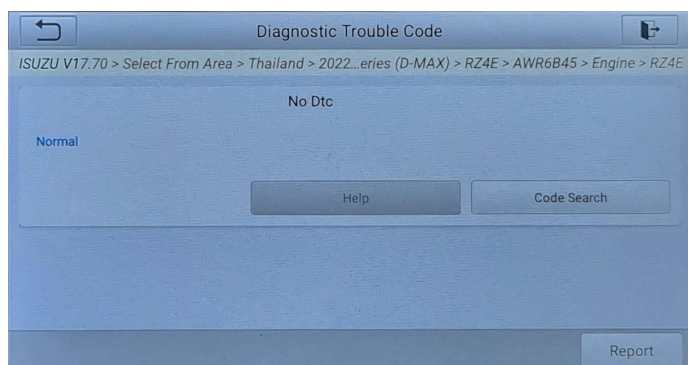 Diagnostic Trouble Code
ISUZU V17.70 > Select From Area > Thailand > 2022...eries (D-MAX) > RZ4E > AWR6B45 > Engine > RZ4E
No Dtc
Normal
Help
Code Search
Report